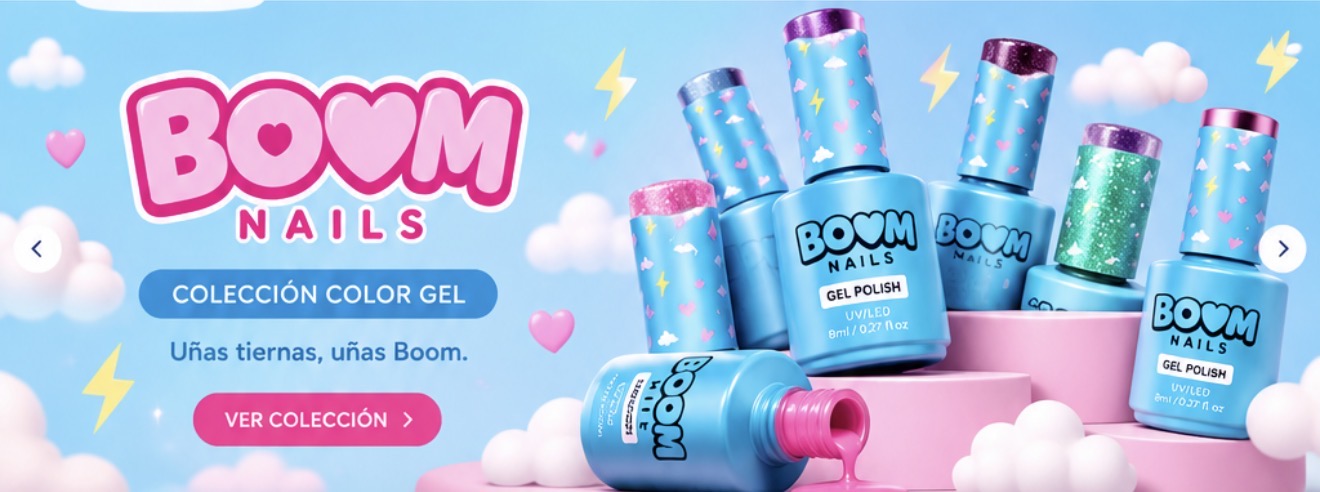 BOOM
NAILS
COLECCIÓN COLOR GEL
Uñas tiernas, uñas Boom.
VER COLECCIÓN
BOOM
NAILS
GEL POLISH
UV/LED
8ml / 0.27 fl oz
BOOM
NAILS
BOOM
NAILS
GEL POLISH
UV/LED
8ml / 0.27 fl oz
BOOM